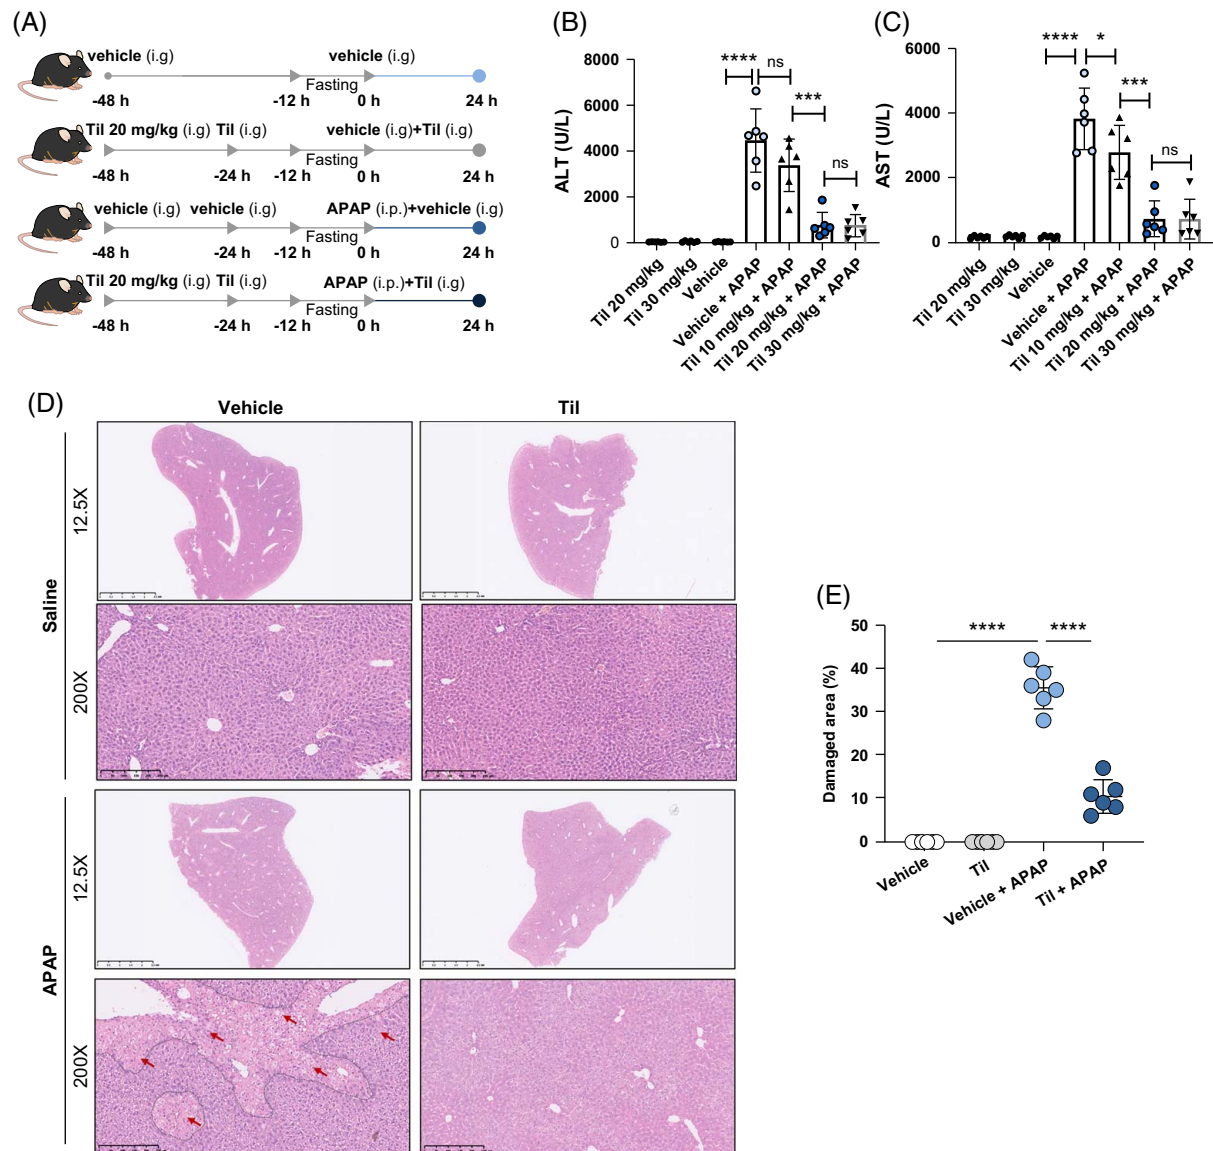 (A)
vehicle (i.g)
vehicle (i.g)
Fasting
-48 h
-12 h
0 h
24 h
Til 20 mg/kg (i.g) Til (i.g)
vehicle (i.g)+Til (i.g)
Fasting
-48 h
-24 h
-12 h
0 h
24 h
vehicle (i.g)
vehicle (i.g)
APAP (i.p.)+vehicle (i.g)
Fasting
-48 h
-24 h
-12 h
0 h
24 h
Til 20 mg/kg (i.g) Til (i.g)
APAP (i.p.)+Til (i.g)
Fasting
-48 h
-24 h
-12 h
0 h
24 h
(B)
ALT (U/L)
8000
6000
4000
2000
0
****
ns
***
ns
Til 20 mg/kg
Til 30 mg/kg
Vehicle
Vehicle + APAP
Til 10 mg/kg + APAP
Til 20 mg/kg + APAP
Til 30 mg/kg + APAP
(C)
AST (U/L)
6000
4000
2000
0
****
*
***
ns
Til 20 mg/kg
Til 30 mg/kg
Vehicle
Vehicle + APAP
Til 10 mg/kg + APAP
Til 20 mg/kg + APAP
Til 30 mg/kg + APAP
(D)
Vehicle
Til
Saline
12.5X
200X
APAP
12.5X
200X
(E)
Damaged area (%)
50
40
30
20
10
0
****
****
Vehicle
Til
Vehicle + APAP
Til + APAP